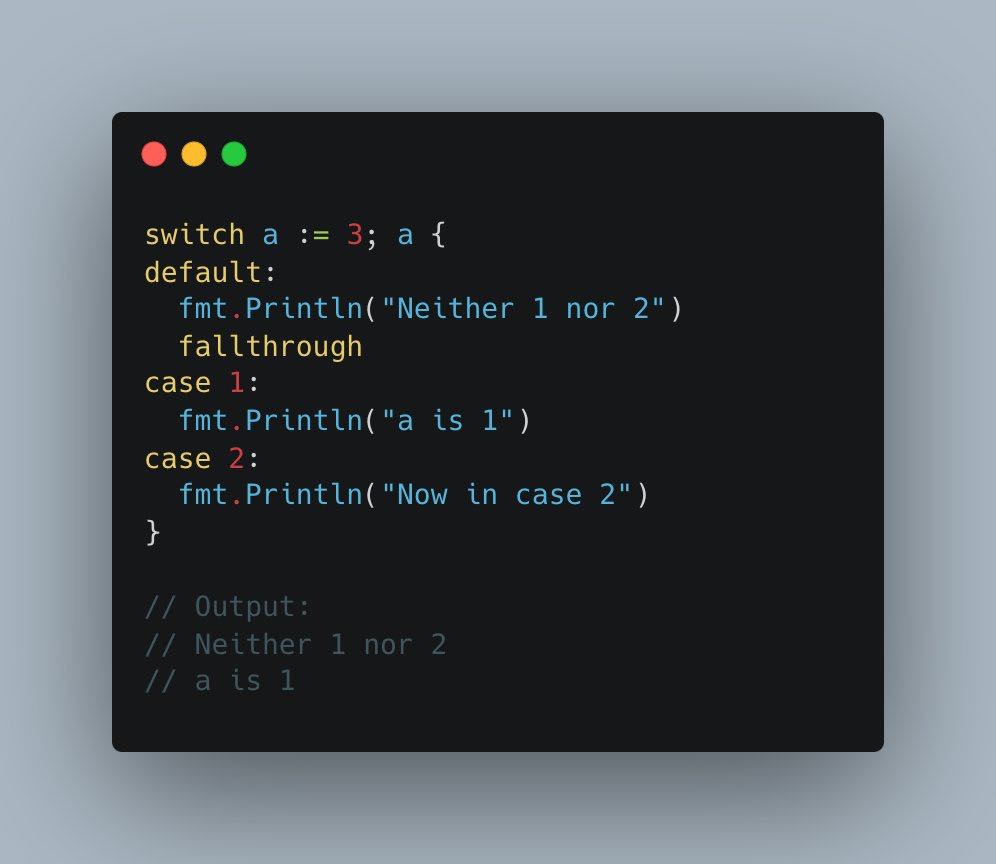 switch a := 3; a {
default:
  fmt.Println("Neither 1 nor 2")
  fallthrough
case 1:
  fmt.Println("a is 1")
case 2:
  fmt.Println("Now in case 2")
}

// Output:
// Neither 1 nor 2
// a is 1